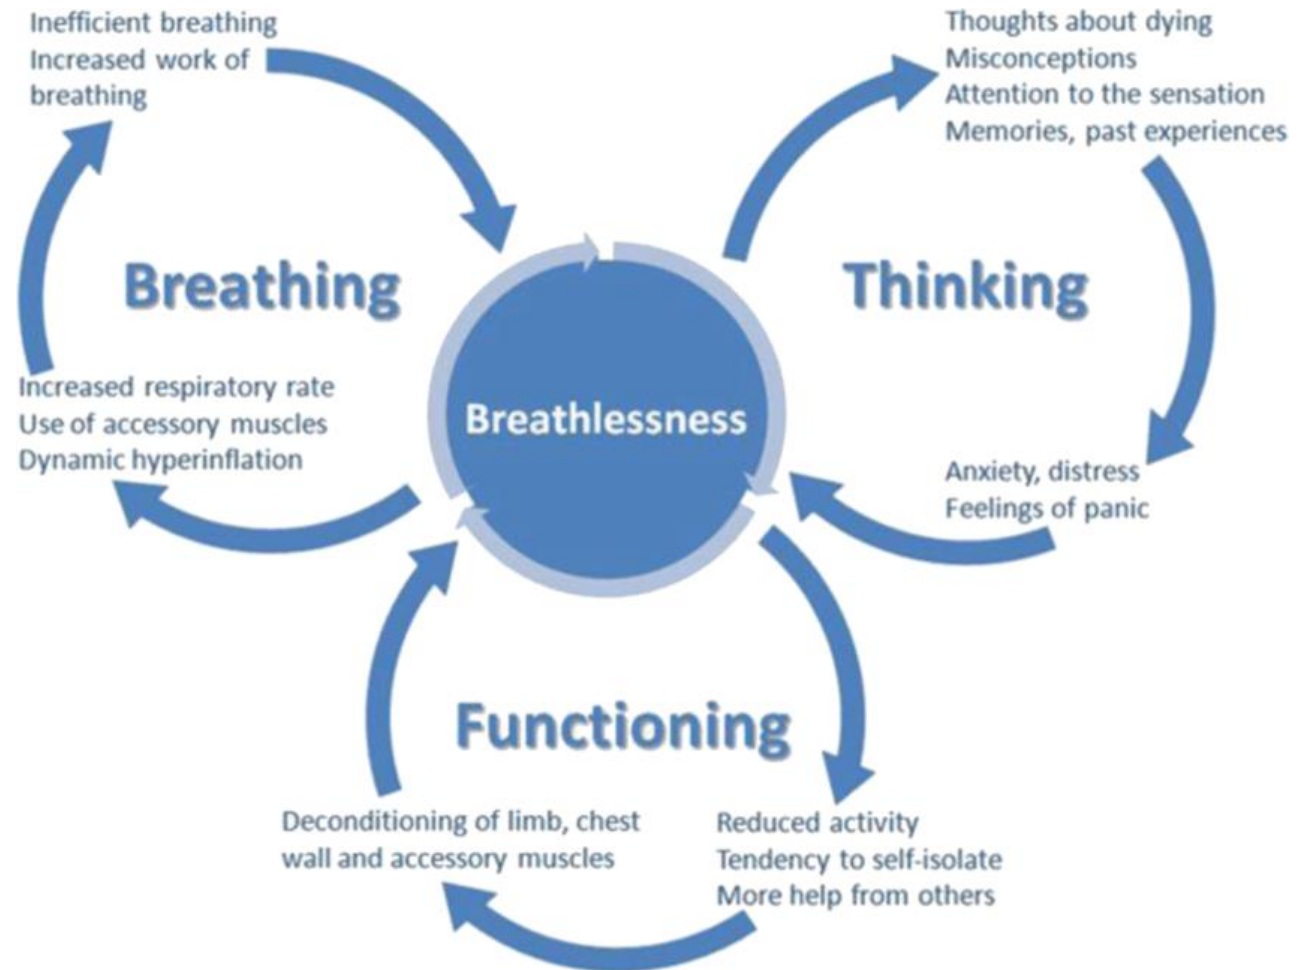 Inefficient breathing
Increased work of
breathing
Thoughts about dying
Misconceptions
Attention to the sensation
Memories, past experiences
Breathing
Thinking
Increased respiratory rate
Use of accessory muscles
Dynamic hyperinflation
Breathlessness
Anxiety, distress
Feelings of panic
Functioning
Deconditioning of limb, chest
wall and accessory muscles
Reduced activity
Tendency to self-isolate
More help from others